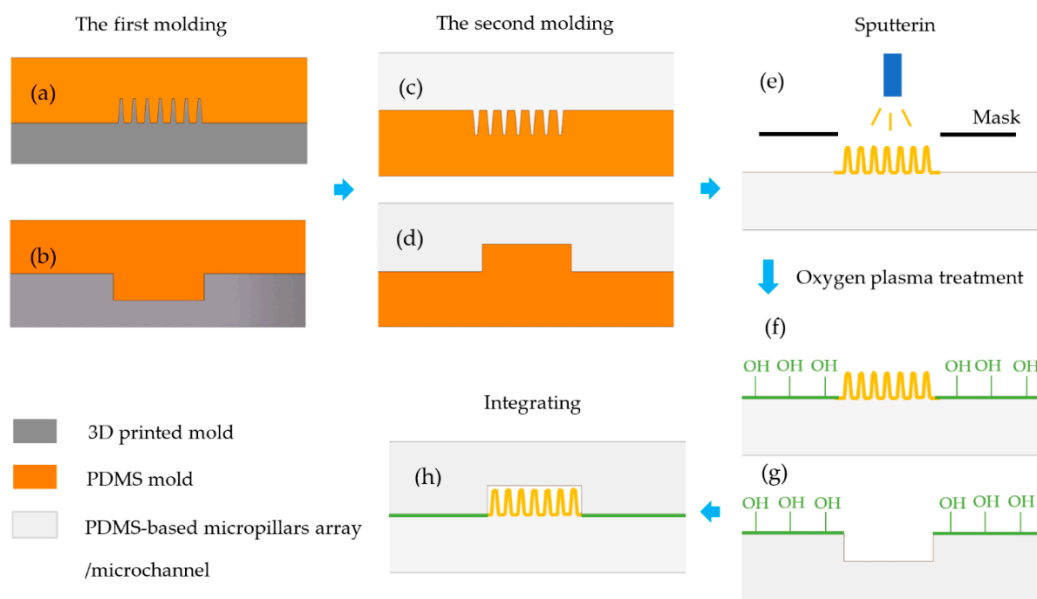 The first molding
(a)
(b)
The second molding
(c)
(d)
Sputterin
(e)
Mask
Oxygen plasma treatment
(f)
OH OH OH OH OH OH
(g)
OH OH OH OH OH OH
Integrating
(h)
3D printed mold
PDMS mold
PDMS-based micropillars array
/microchannel